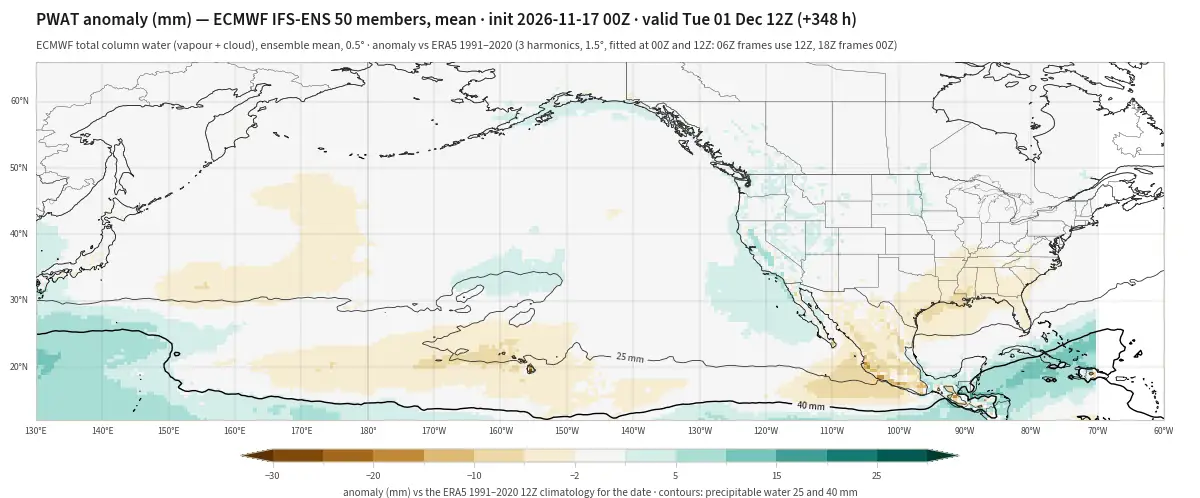 PWAT anomaly (mm) — ECMWF IFS-ENS 50 members, mean · init 2026-11-17 00Z · valid Tue 01 Dec 12Z (+348 h)
ECMWF total column water (vapour + cloud), ensemble mean, 0.5° · anomaly vs ERA5 1991–2020 (3 harmonics, 1.5°, fitted at 00Z and 12Z: 06Z frames use 12Z, 18Z frames 00Z)
60°N
50°N
40°N
30°N
25 mm
20°N
40 mm
130°E 140°E 150°E 160°E 170°E 180° 170°W 160°W 150°W 140°W 130°W 120°W 110°W 100°W 90°W 80°W 70°W 60°W
−30 −20 −10 −2 5 15 25
anomaly (mm) vs the ERA5 1991–2020 12Z climatology for the date · contours: precipitable water 25 and 40 mm